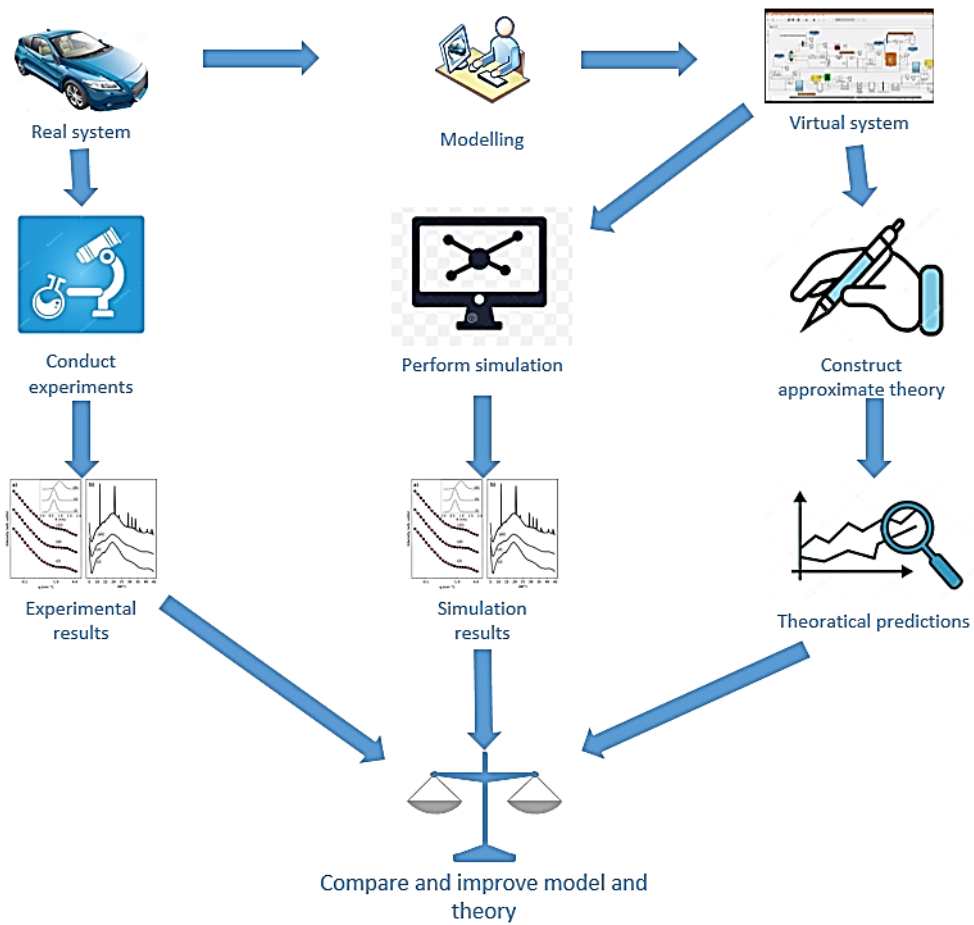 Real system
Modelling
Virtual system
Conduct
experiments
Perform simulation
Construct
approximate theory
Experimental
results
Simulation
results
Theoratical predictions
Compare and improve model and
theory